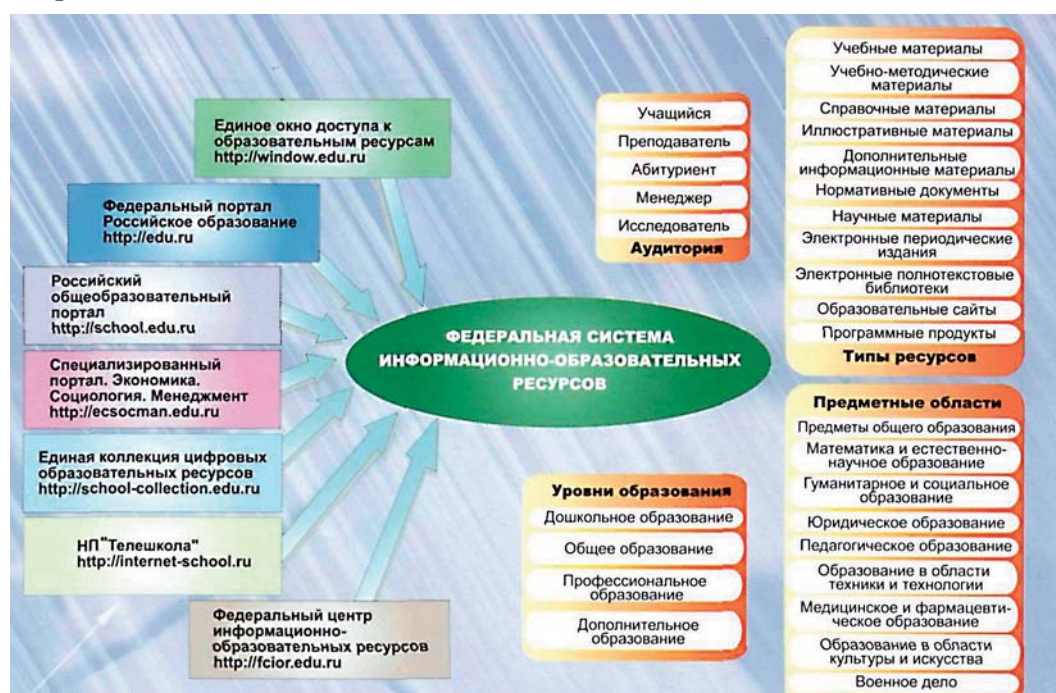 Единое окно доступа к
образовательным ресурсам
http://window.edu.ru
Федеральный портал
Российское образование
http://edu.ru
Российский
общеобразовательный
портал
http://school.edu.ru
Специализированный
портал. Экономика.
Социология. Менеджмент
http://ecsocman.edu.ru
Единая коллекция цифровых
образовательных ресурсов
http://school-collection.edu.ru
НП"Телешкола"
http://internet-school.ru
Федеральный центр
информационно-
образовательных ресурсов
http://fcior.edu.ru
ФЕДЕРАЛЬНАЯ СИСТЕМА
ИНФОРМАЦИОННО-ОБРАЗОВАТЕЛЬНЫХ
РЕСУРСОВ
Учащийся
Преподаватель
Абитуриент
Менеджер
Исследователь
Аудитория
Уровни образования
Дошкольное образование
Общее образование
Профессиональное
образование
Дополнительное
образование
Учебные материалы
Учебно-методические
материалы
Справочные материалы
Иллюстративные материалы
Дополнительные
информационные материалы
Нормативные документы
Научные материалы
Электронные периодические
издания
Электронные полнотекстовые
библиотеки
Образовательные сайты
Программные продукты
Типы ресурсов
Предметные области
Предметы общего образования
Математика и естественно-
научное образование
Гуманитарное и социальное
образование
Юридическое образование
Педагогическое образование
Образование в области
техники и технологии
Медицинское и фармацевти-
ческое образование
Образование в области
культуры и искусства
Военное дело